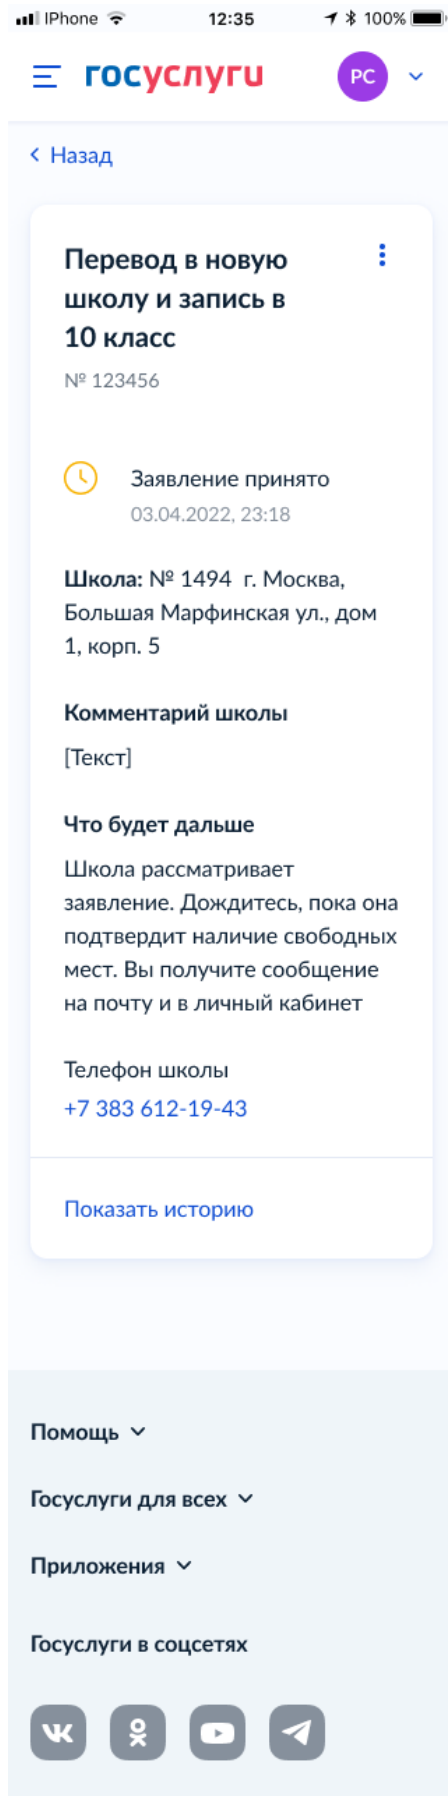 IPhone 12:35 100%
госуслуги РС
Назад
Перевод в новую
школу и запись в
10 класс
№ 123456
Заявление принято
03.04.2022, 23:18
Школа: № 1494 г. Москва,
Большая Марфинская ул., дом
1, корп. 5
Комментарий школы
[Текст]
Что будет дальше
Школа рассматривает
заявление. Дождитесь, пока она
подтвердит наличие свободных
мест. Вы получите сообщение
на почту и в личный кабинет
Телефон школы
+7 383 612-19-43
Показать историю
Помощь
Госуслуги для всех
Приложения
Госуслуги в соцсетях